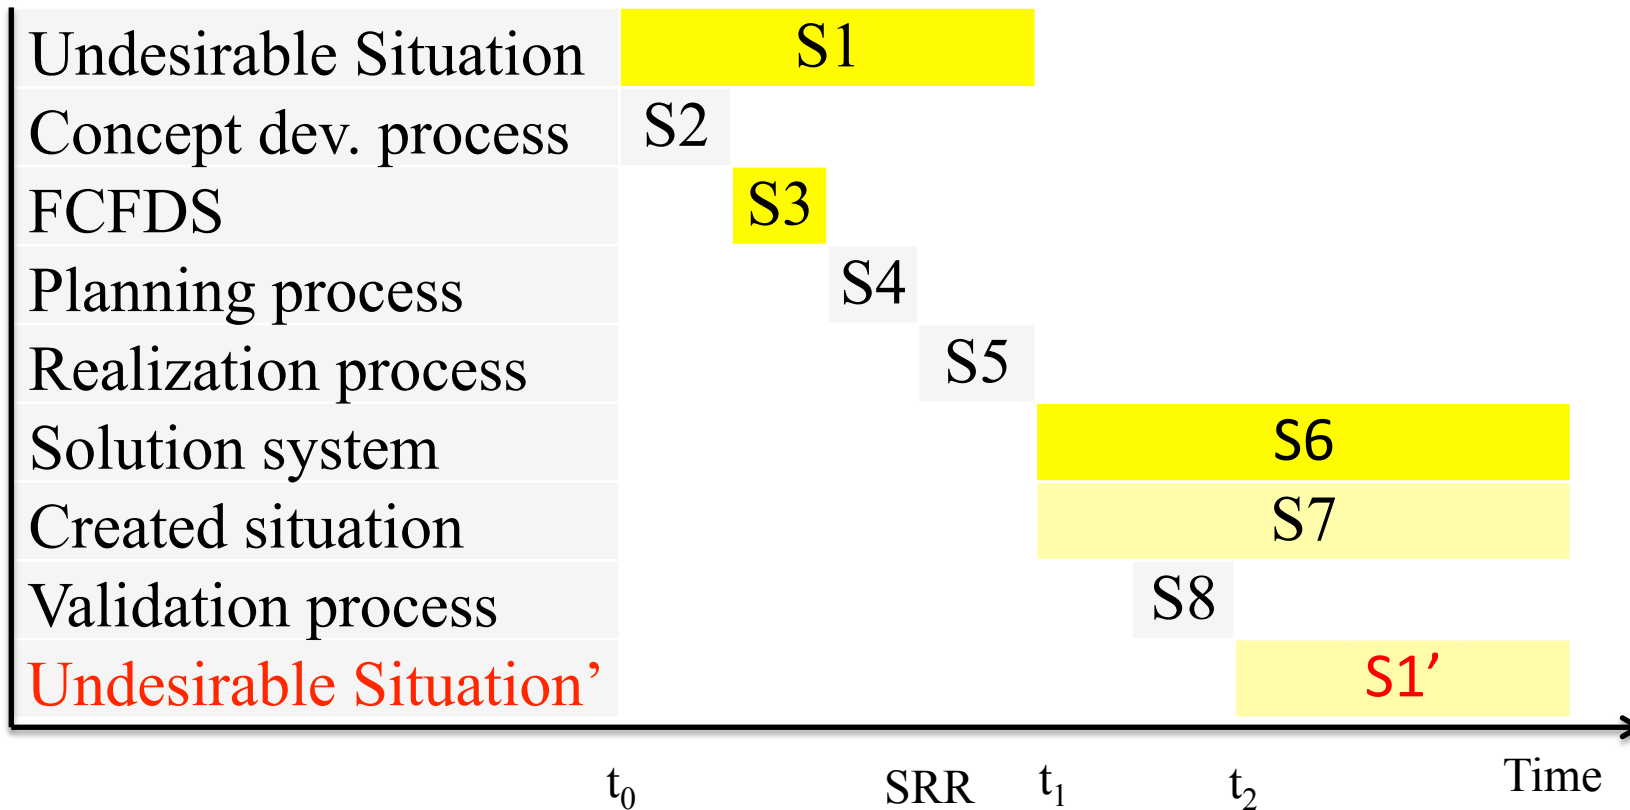 Undesirable Situation S1
Concept dev. process S2
FCFDS S3
Planning process S4
Realization process S5
Solution system S6
Created situation S7
Validation process S8
Undesirable Situation’ S1’
t₀ SRR t₁ t₂ Time